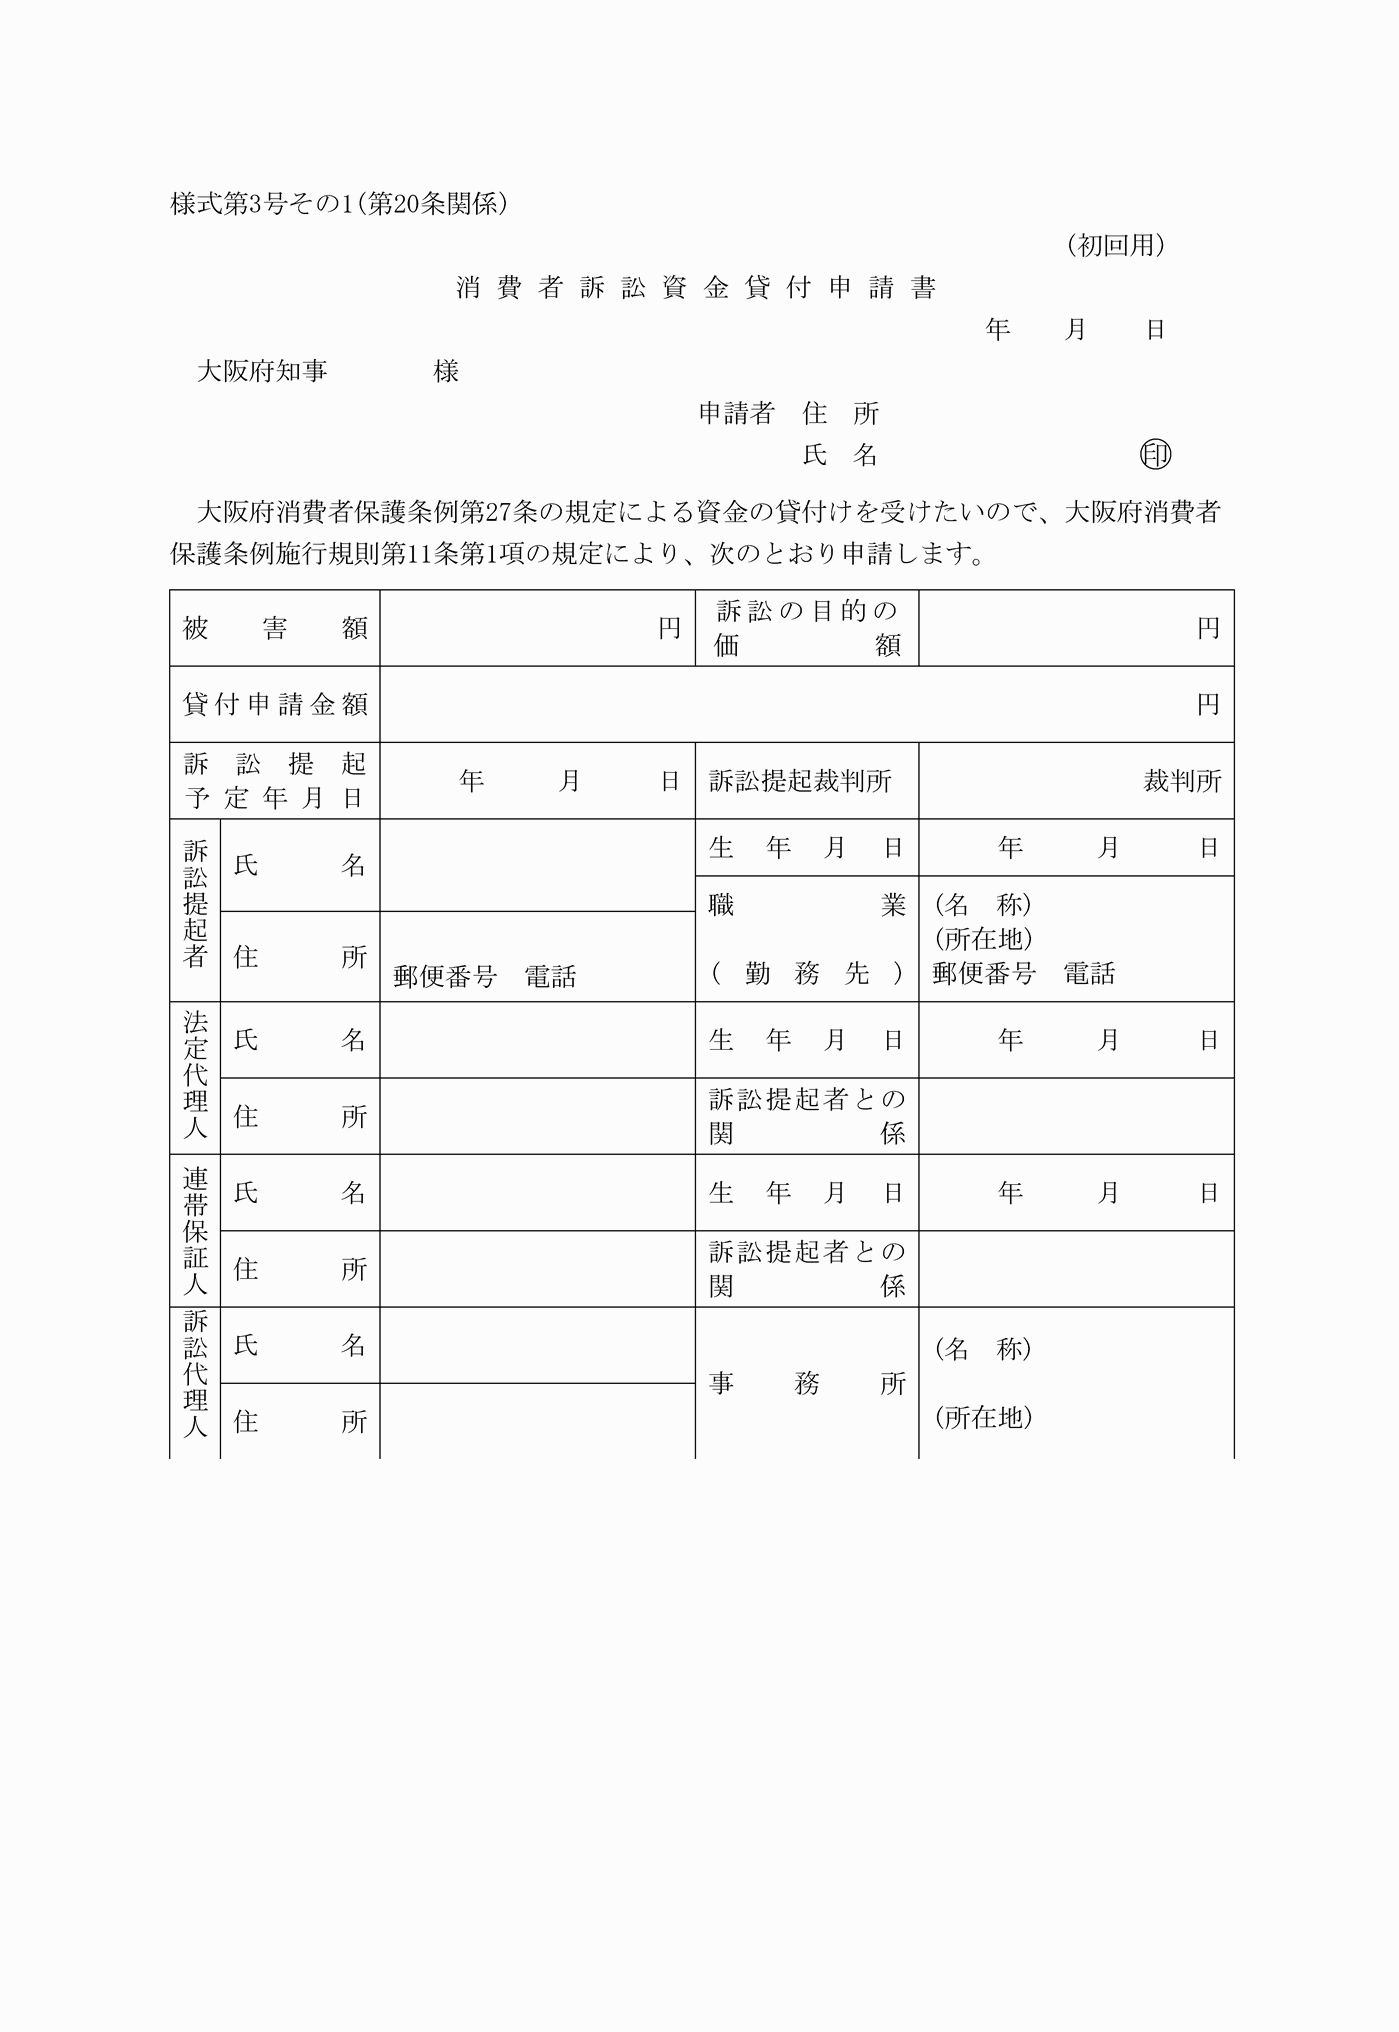 様式第3号その1（第20条関係）
（初回用）
消費者訴訟資金貸付申請書
年　月　日
大阪府知事　様
申請者　住　所
氏　名　㊞
大阪府消費者保護条例第27条の規定による資金の貸付けを受けたいので、大阪府消費者
保護条例施行規則第11条第1項の規定により、次のとおり申請します。
被害額　円　訴訟の目的の
価額　円
貸付申請金額　円
訴訟提起
予定年月日　年　月　日　訴訟提起裁判所　裁判所
訴訟提起者
氏名
生年月日　年　月　日
住所
郵便番号　電話
職業
（勤務先）
（名　称）
（所在地）
郵便番号　電話
法定代理人
氏名
生年月日　年　月　日
住所
訴訟提起者との
関係
連帯保証人
氏名
生年月日　年　月　日
住所
訴訟提起者との
関係
訴訟代理人
氏名
住所
事務所
（名　称）
（所在地）